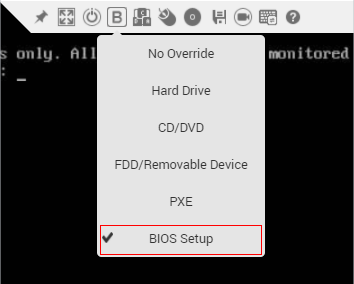 B
s only. All
monitored
: _
No Override
Hard Drive
CD/DVD
FDD/Removable Device
PXE
BIOS Setup